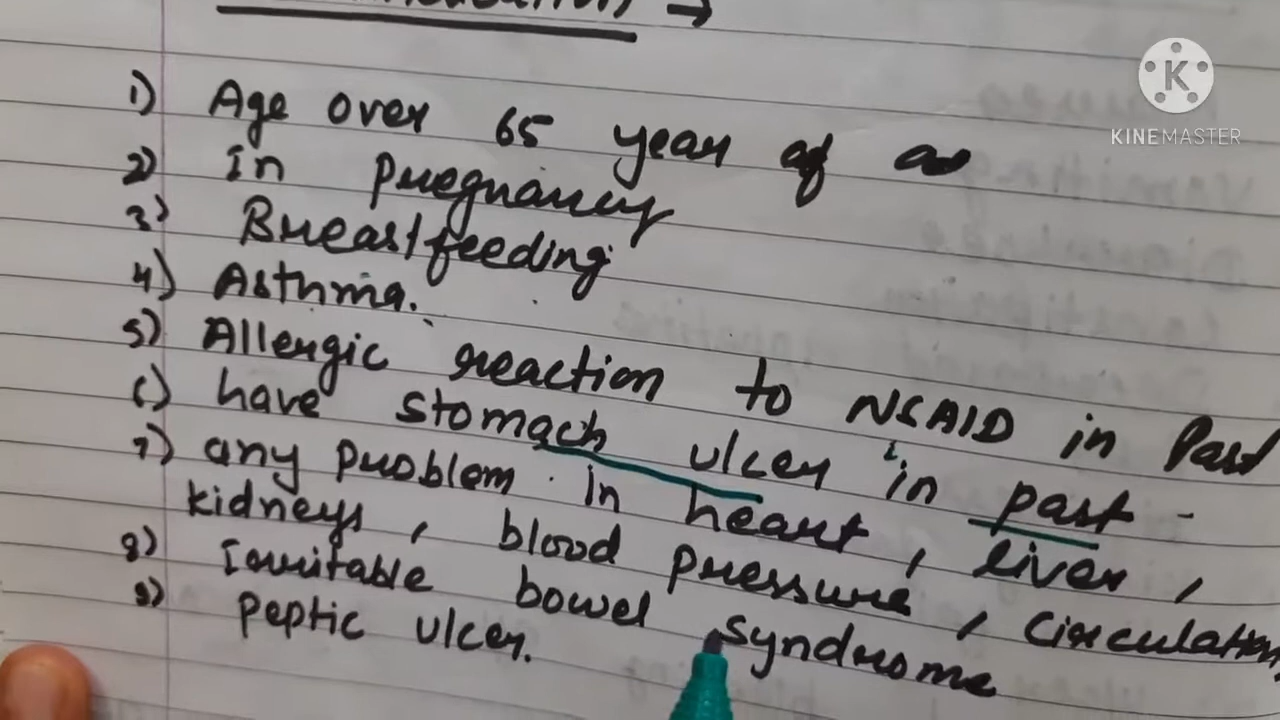 →
1) Age over 65 year of
2) In pregnancy
3) Breastfeeding
4) Asthma.
5) Allergic reaction to NSAID in Past
6) have stomach ulcer in past -
7) any problem in heart, liver,
kidneys, blood pressure, circulation,
8) Irritable bowel syndrome
9) peptic ulcer.
K
KINEMASTER